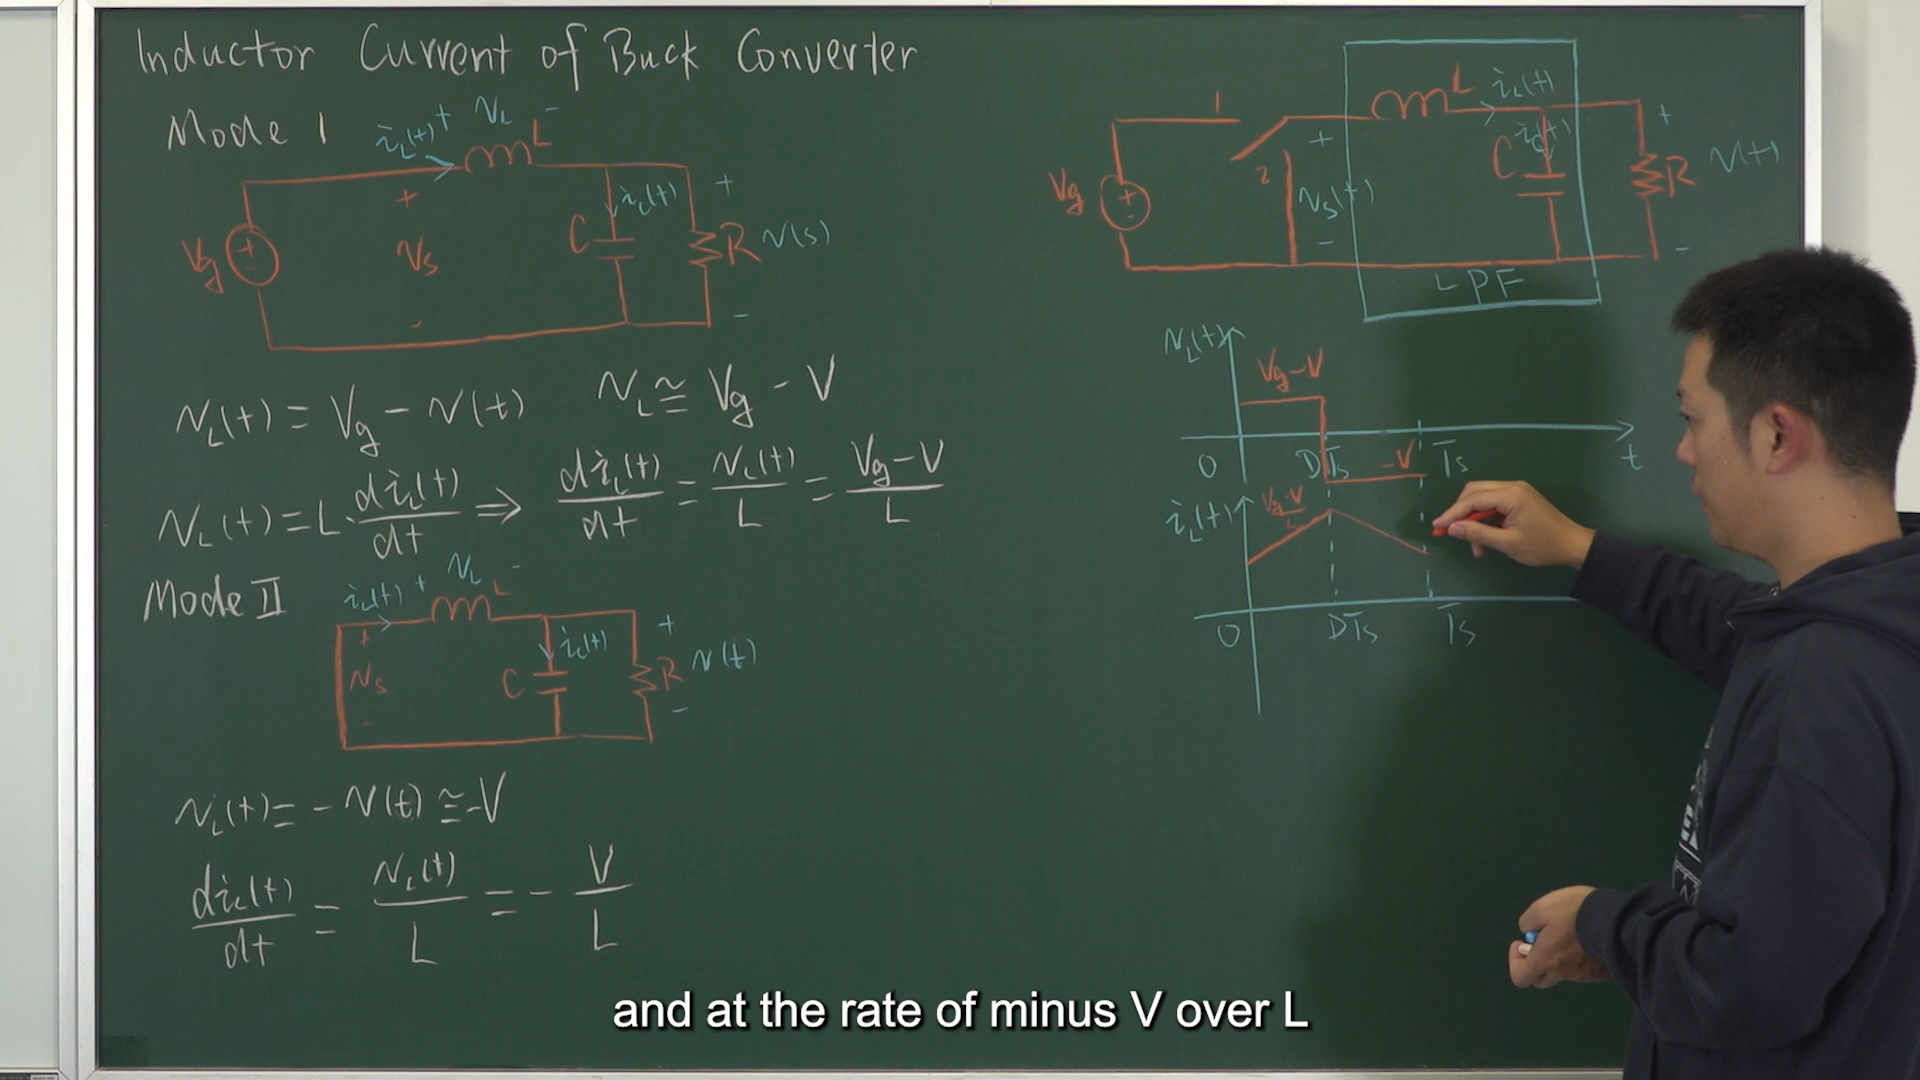 Inductor Current of Buck Converter
Mode 1
iL(t) + VL - L
Vg + - + Vs - C ic(t) + R V(s) -
VL(t) = Vg - V(t) VL ≅ Vg - V
VL(t) = L · diL(t)/dt ⇒ diL(t)/dt = VL(t)/L = Vg-V/L
Mode II
iL(t) + VL - L
+ Vs - C ic(t) + R V(t) -
VL(t) = - V(t) ≅ -V
diL(t)/dt = VL(t)/L = - V/L
1 L iL(t)
Vg + - 2 + Vs(t) - C ic(t) + R V(t) -
LPF
VL(t) Vg-V
0 DTs -V Ts t
iL(t) Vg-V/L
0 DTs Ts
and at the rate of minus V over L